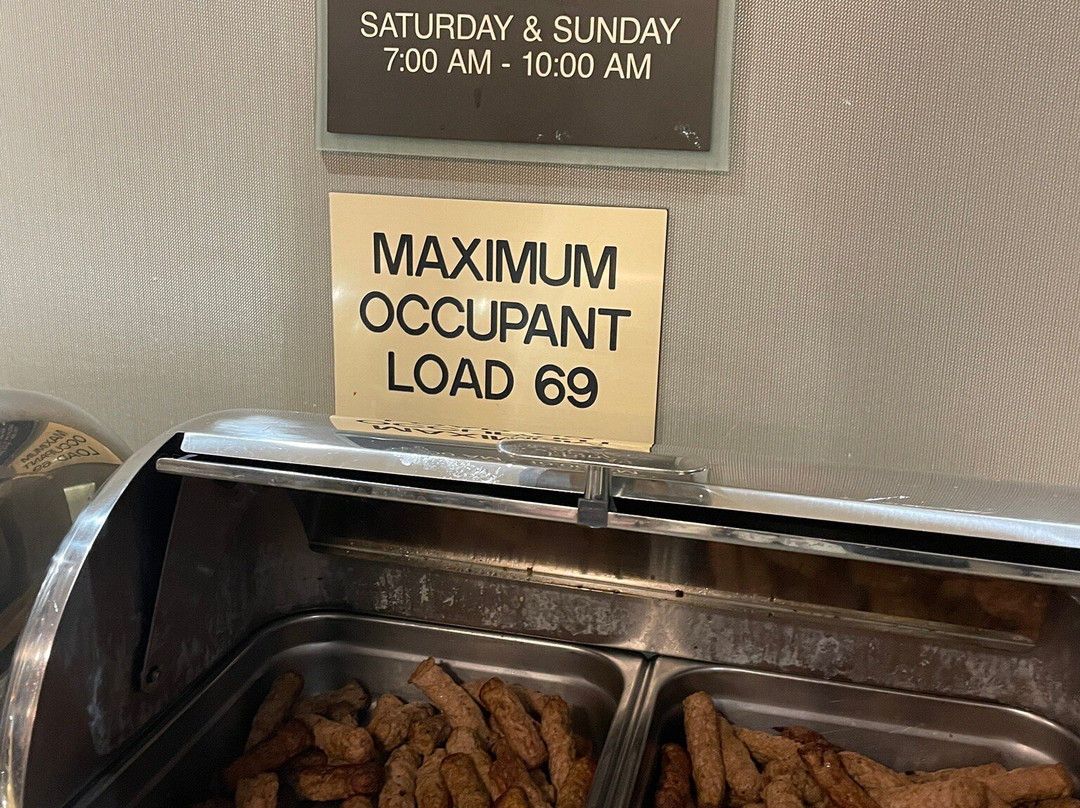 SATURDAY & SUNDAY
7:00 AM - 10:00 AM
MAXIMUM
OCCUPANT
LOAD 69